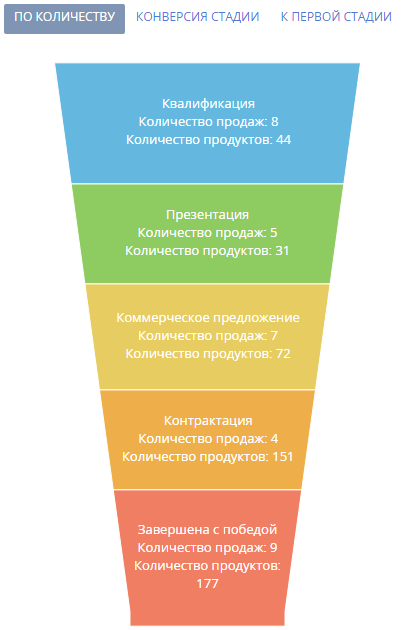 ПО КОЛИЧЕСТВУ КОНВЕРСИЯ СТАДИИ К ПЕРВОЙ СТАДИИ
Квалификация
Количество продаж: 8
Количество продуктов: 44
Презентация
Количество продаж: 5
Количество продуктов: 31
Коммерческое предложение
Количество продаж: 7
Количество продуктов: 72
Контрактация
Количество продаж: 4
Количество продуктов: 151
Завершена с победой
Количество продаж: 9
Количество продуктов:
177